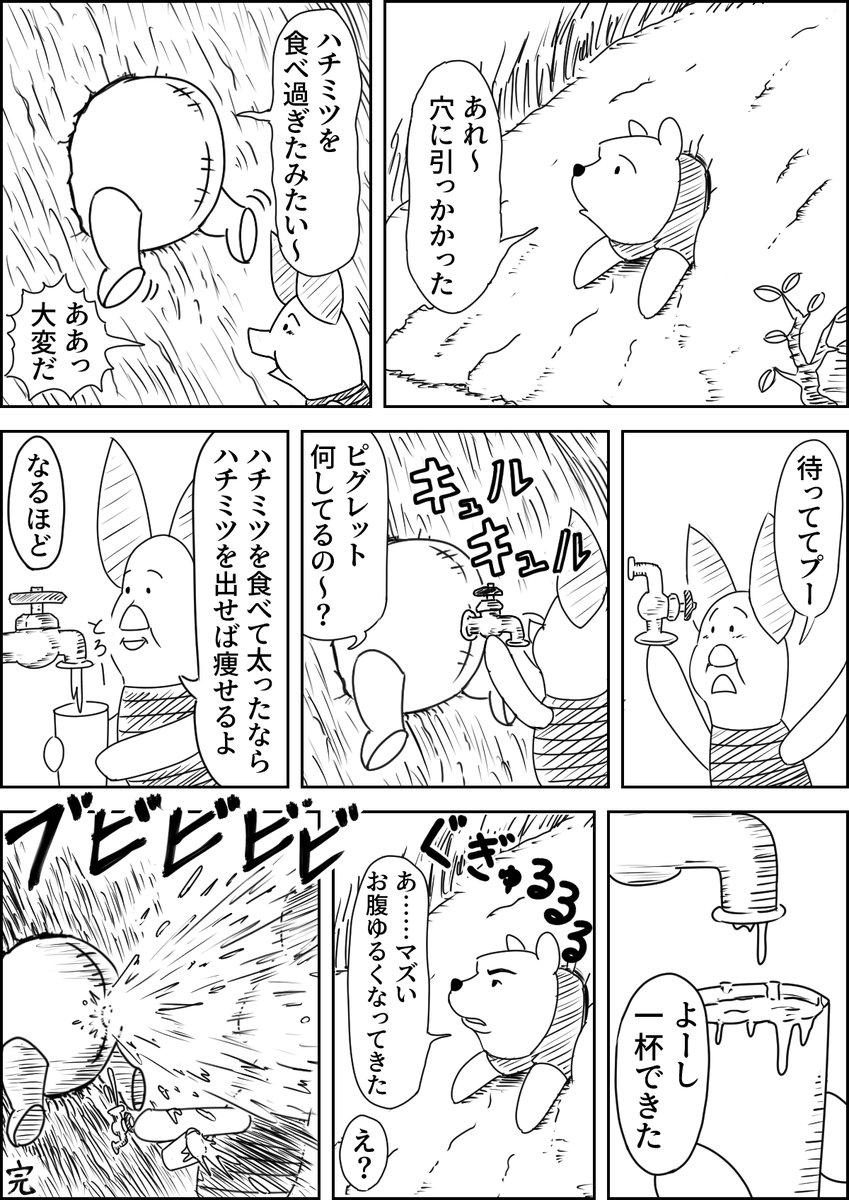 あれ〜
穴に引っかかった
ハチミツを
食べ過ぎたみたい〜
ああっ
大変だ
待っててプー
キュル
キュキュル
ピグレット
何してるの〜?
ハチミツを食べて太ったなら
ハチミツを出せば痩せるよ
とろ〜
なるほど
よーし
一杯できた
ぐぎゅるるる
あ……マズい
お腹ゆるくなってきた
え?
ブビビビビ
完